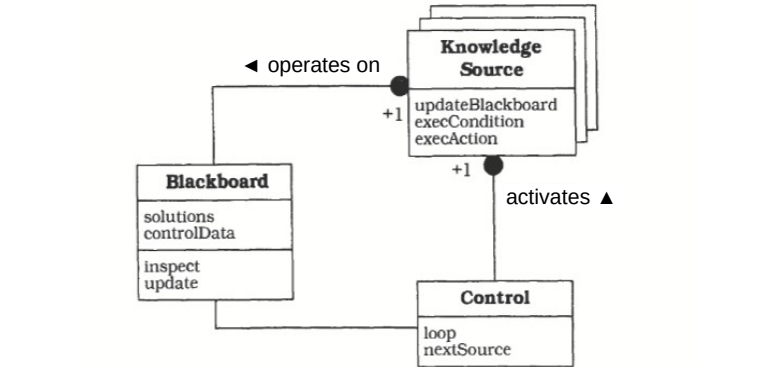 Knowledge
Source
◄ operates on
updateBlackboard
execCondition
execAction
+1
+1
Blackboard
activates ▲
solutions
controlData
inspect
update
Control
loop
nextSource